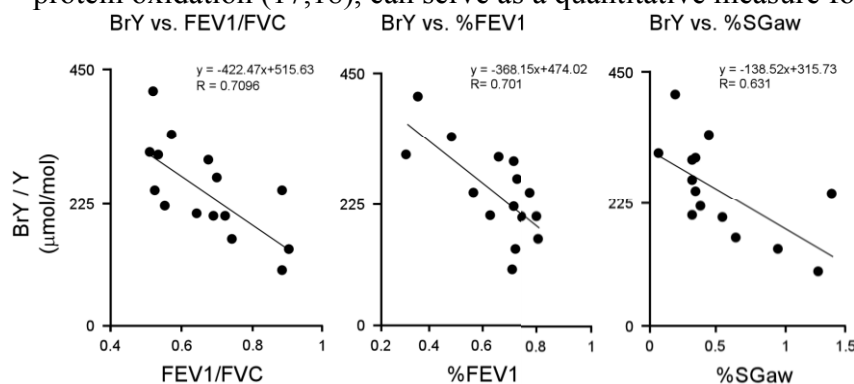 protein oxidation (17,18), can serve as a quantitative measure fo
BrY vs. FEV1/FVC
BrY vs. %FEV1
BrY vs. %SGaw
y = -422.47x+515.63
R = 0.7096
y = -368.15x+474.02
R= 0.701
y = -138.52x+315.73
R= 0.631
BrY / Y
(μmol/mol)
450
225
0
0.4 0.6 0.8 1
FEV1/FVC
450
225
0
0.2 0.4 0.6 0.8 1
%FEV1
450
225
0
0 0.5 1 1.5
%SGaw